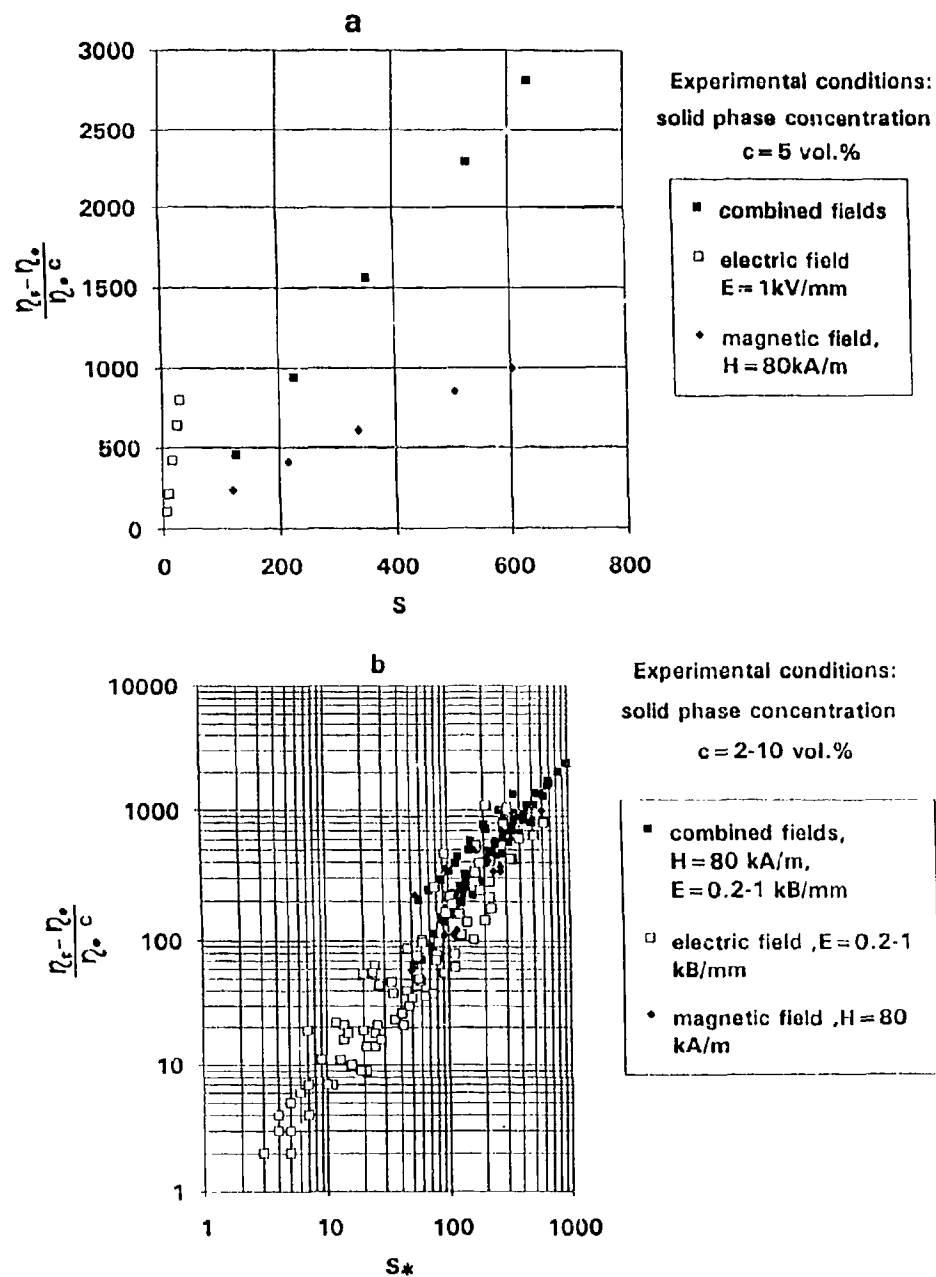 a
3000
2500
2000
1500
1000
500
0
0 200 400 600 800
S
Experimental conditions:
solid phase concentration
c = 5 vol.%
combined fields
electric field
E = 1kV/mm
magnetic field,
H = 80kA/m
b
10000
1000
100
10
1
1 10 100 1000
S*
Experimental conditions:
solid phase concentration
c = 2-10 vol.%
combined fields,
H = 80 kA/m,
E = 0.2-1 kB/mm
electric field ,E = 0.2-1
kB/mm
magnetic field ,H = 80
kA/m